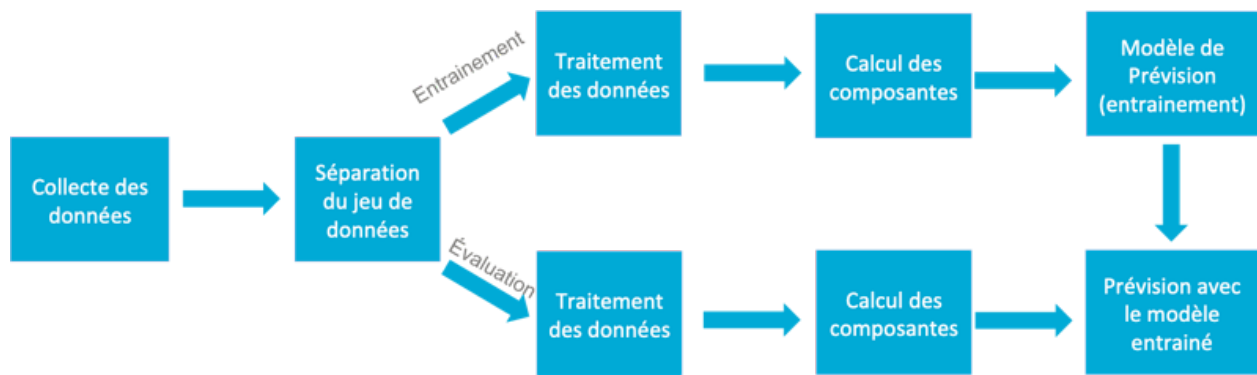 Collecte des
données
Séparation
du jeu de
données
Entrainement
Traitement
des données
Calcul des
composantes
Modèle de
Prévision
(entrainement)
Évaluation
Traitement
des données
Calcul des
composantes
Prévision avec
le modèle
entrainé